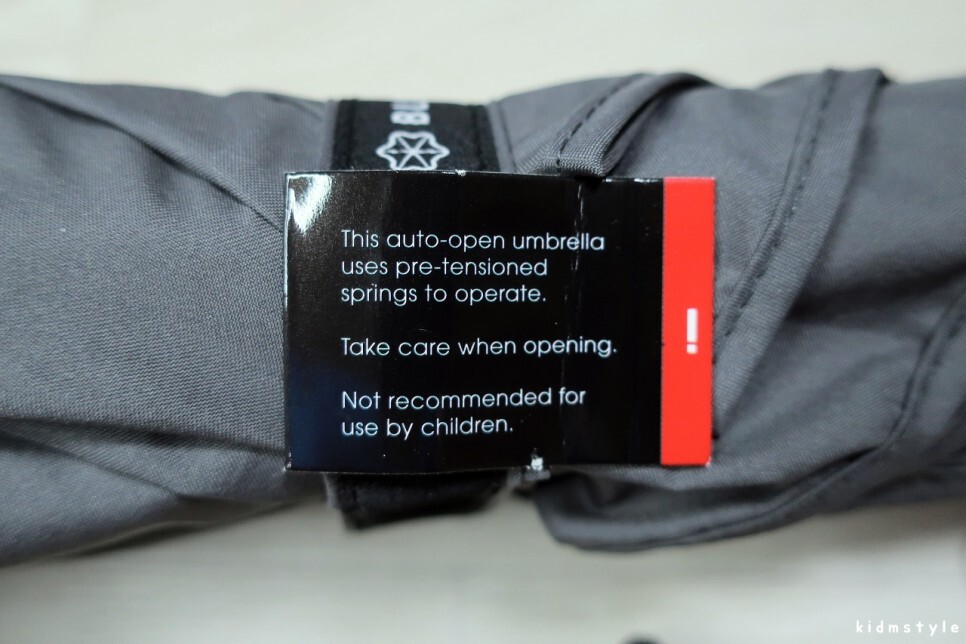 This auto-open umbrella
uses pre-tensioned
springs to operate.
Take care when opening.
Not recommended for
use by children.
!
kidmstyle